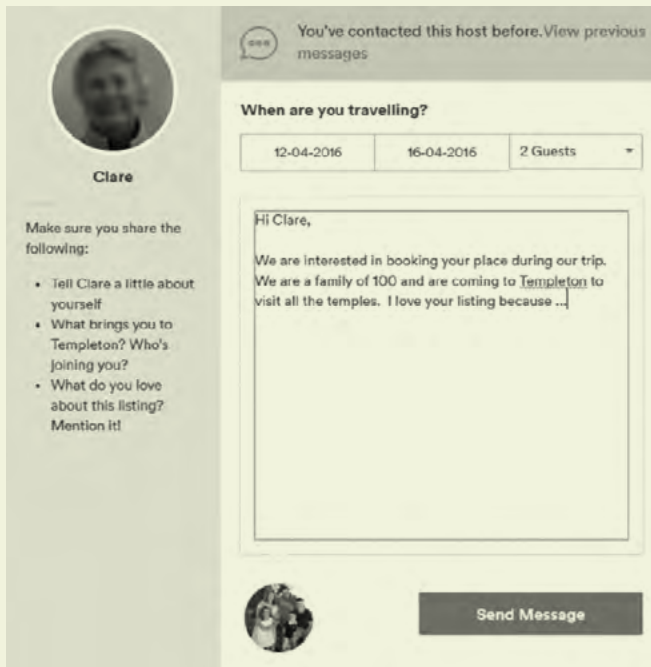 Clare
Make sure you share the
following:
• Tell Clare a little about
yourself
• What brings you to
Templeton? Who's
joining you?
• What do you love
about this listing?
Mention it!
You've contacted this host before.View previous
messages
When are you travelling?
12-04-2016 16-04-2016 2 Guests
Hi Clare,
We are interested in booking your place during our trip.
We are a family of 100 and are coming to Templeton to
visit all the temples. I love your listing because ...
Send Message